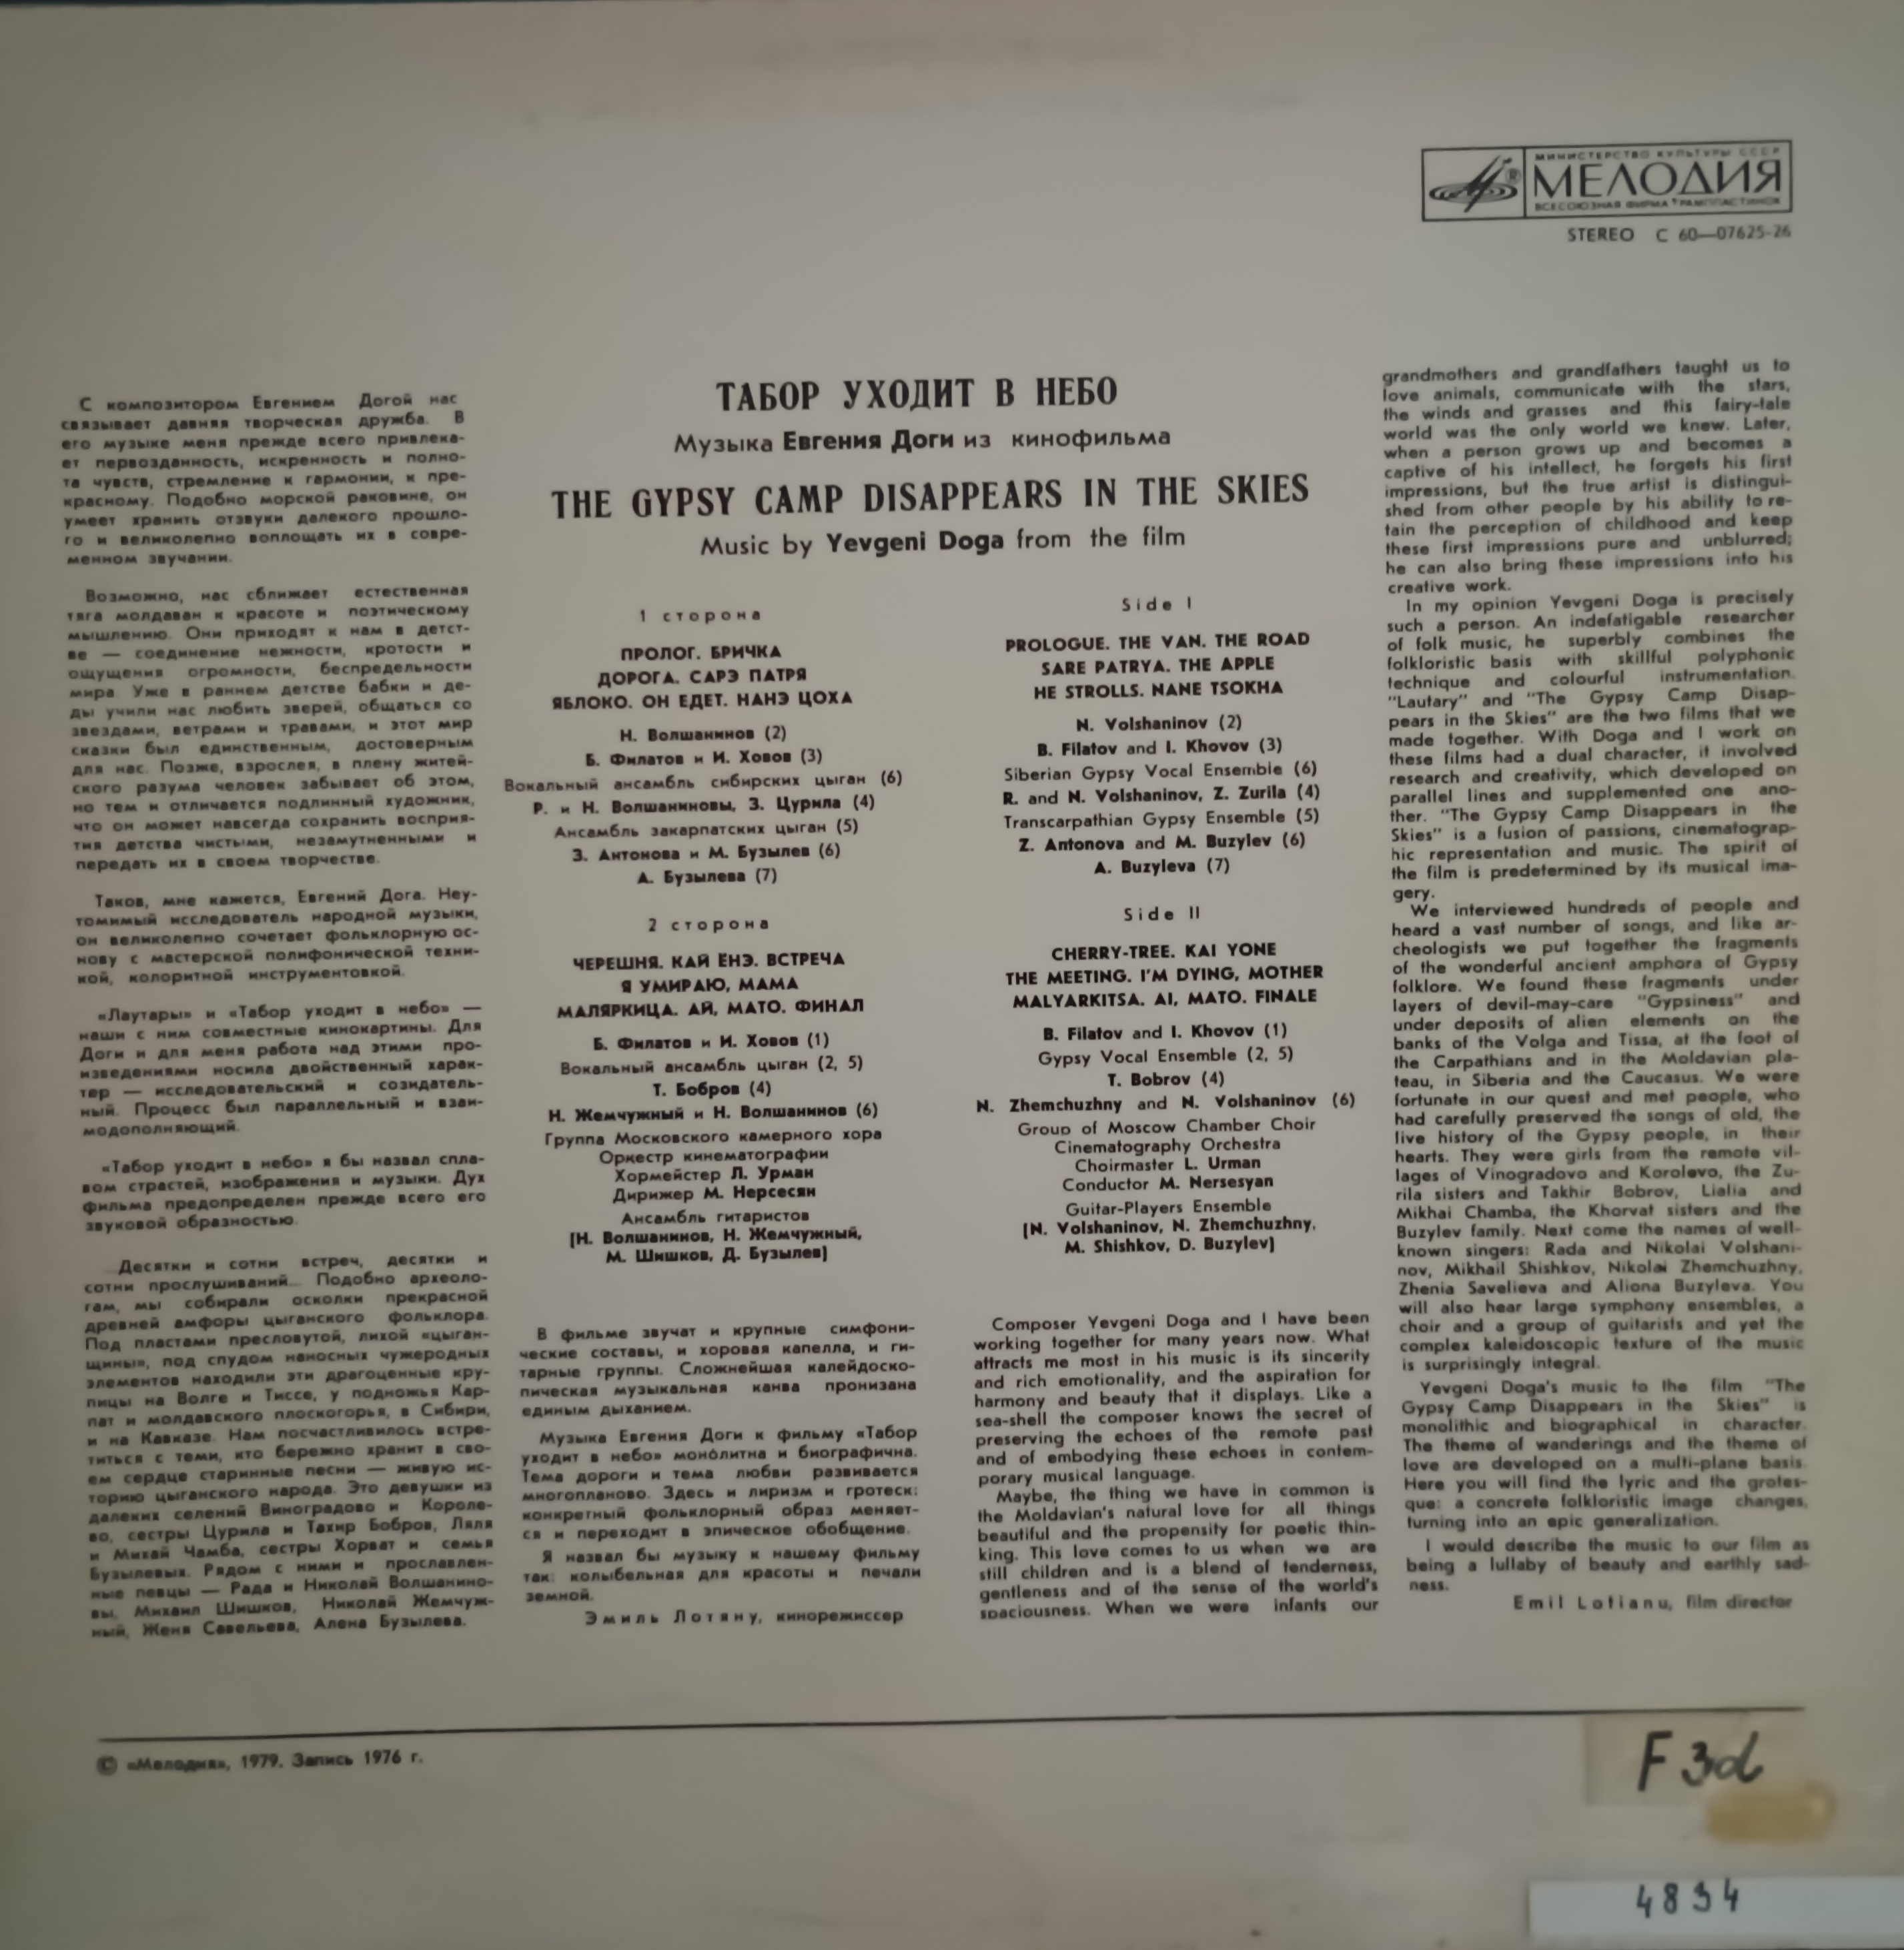 МИНИСТЕРСТВО КУЛЬТУРЫ СССР
МЕЛОДИЯ
ВСЕСОЮЗНАЯ ФИРМА ГРАМПЛАСТИНОК
STEREO С 60—07625-26
С композитором Евгением Догой нас
связывает давняя творческая дружба. В
его музыке меня прежде всего привлека-
ет первозданность, искренность и полно-
та чувств, стремление к гармонии, к пре-
красному. Подобно морской раковине, он
умеет хранить отзвуки далекого прошло-
го и великолепно воплощать их в совре-
менном звучании.
Возможно, нас сближает естественная
тяга молдаван к красоте и поэтическому
мышлению. Они приходят к нам в детст-
ве — соединение нежности, кротости и
ощущения огромности, беспредельности
мира. Уже в раннем детстве бабки и де-
ды учили нас любить зверей, общаться со
звездами, ветрами и травами, и этот мир
сказки был единственным, достоверным
для нас. Позже, взрослея, в плену житей-
ского разума человек забывает об этом,
но тем и отличается подлинный художник,
что он может навсегда сохранить восприя-
тия детства чистыми, незамутненными и
передать их в своем творчестве.
Таков, мне кажется, Евгений Дога. Неу-
томимый исследователь народной музыки,
он великолепно сочетает фольклорную ос-
нову с мастерской полифонической техни-
кой, колоритной инструментовкой.
«Лаутары» и «Табор уходит в небо» —
наши с ним совместные кинокартины. Для
Доги и для меня работа над этими про-
изведениями носила двойственный харак-
тер — исследовательский и созидатель-
ный. Процесс был параллельный и взаи-
модополняющий.
«Табор уходит в небо» я бы назвал спла-
вом страстей, изображения и музыки. Дух
фильма предопределен прежде всего его
звуковой образностью.
Десятки и сотни встреч, десятки и
сотни прослушиваний... Подобно археоло-
гам, мы собирали осколки прекрасной
древней амфоры цыганского фольклора.
Под пластами пресловутой, лихой «цыган-
щины», под спудом наносных чужеродных
элементов находили эти драгоценные кру-
пицы на Волге и Тиссе, у подножья Кар-
пат и молдавского плоскогорья, в Сибири,
и на Кавказе. Нам посчастливилось встре-
титься с теми, кто бережно хранит в сво-
ем сердце старинные песни — живую ис-
торию цыганского народа. Это девушки из
далеких селений Виноградово и Короле-
во, сестры Цурила и Тахир Бобров, Ляля
и Михай Чамба, сестры Хорват и семья
Бузылевых. Рядом с ними и прославлен-
ные певцы — Рада и Николай Волшанино-
вы, Михаил Шишков, Николай Жемчуж-
ный, Женя Савельева, Алена Бузылева.
ТАБОР УХОДИТ В НЕБО
Музыка Евгения Доги из кинофильма
THE GYPSY CAMP DISAPPEARS IN THE SKIES
Music by Yevgeni Doga from the film
1 сторона
ПРОЛОГ. БРИЧКА
ДОРОГА. САРЭ ПАТРЯ
ЯБЛОКО. ОН ЕДЕТ. НАНЭ ЦОХА
Н. Волшанинов (2)
Б. Филатов и И. Ховов (3)
Вокальный ансамбль сибирских цыган (6)
Р. и Н. Волшаниновы, З. Цурила (4)
Ансамбль закарпатских цыган (5)
З. Антонова и М. Бузылев (6)
А. Бузылева (7)
2 сторона
ЧЕРЕШНЯ. КАЙ ЁНЭ. ВСТРЕЧА
Я УМИРАЮ, МАМА
МАЛЯРКИЦА. АЙ, МАТО. ФИНАЛ
Б. Филатов и И. Ховов (1)
Вокальный ансамбль цыган (2, 5)
Т. Бобров (4)
Н. Жемчужный и Н. Волшанинов (6)
Группа Московского камерного хора
Оркестр кинематографии
Хормейстер Л. Урман
Дирижер М. Нерсесян
Ансамбль гитаристов
[Н. Волшанинов, Н. Жемчужный,
М. Шишков, Д. Бузылев]
В фильме звучат и крупные симфони-
ческие составы, и хоровая капелла, и ги-
тарные группы. Сложнейшая калейдоско-
пическая музыкальная канва пронизана
единым дыханием.
Музыка Евгения Доги к фильму «Табор
уходит в небо» монолитна и биографична.
Тема дороги и тема любви развивается
многопланово. Здесь и лиризм и гротеск:
конкретный фольклорный образ меняет-
ся и переходит в эпическое обобщение.
Я назвал бы музыку к нашему фильму
так: колыбельная для красоты и печали
земной.
Эмиль Лотяну, кинорежиссер
Side I
PROLOGUE. THE VAN. THE ROAD
SARE PATRYA. THE APPLE
HE STROLLS. NANE TSOKHA
N. Volshaninov (2)
B. Filatov and I. Khovov (3)
Siberian Gypsy Vocal Ensemble (6)
R. and N. Volshaninov, Z. Zurila (4)
Transcarpathian Gypsy Ensemble (5)
Z. Antonova and M. Buzylev (6)
A. Buzyleva (7)
Side II
CHERRY-TREE. KAI YONE
THE MEETING. I'M DYING, MOTHER
MALYARKITSA. AI, MATO. FINALE
B. Filatov and I. Khovov (1)
Gypsy Vocal Ensemble (2, 5)
T. Bobrov (4)
N. Zhemchuzhny and N. Volshaninov (6)
Group of Moscow Chamber Choir
Cinematography Orchestra
Choirmaster L. Urman
Conductor M. Nersesyan
Guitar-Players Ensemble
[N. Volshaninov, N. Zhemchuzhny,
M. Shishkov, D. Buzylev]
Composer Yevgeni Doga and I have been
working together for many years now. What
attracts me most in his music is its sincerity
and rich emotionality, and the aspiration for
harmony and beauty that it displays. Like a
sea-shell the composer knows the secret of
preserving the echoes of the remote past
and of embodying these echoes in contem-
porary musical language.
Maybe, the thing we have in common is
the Moldavian's natural love for all things
beautiful and the propensity for poetic thin-
king. This love comes to us when we are
still children and is a blend of tenderness,
gentleness and of the sense of the world's
spaciousness. When we were infants our
grandmothers and grandfathers taught us to
love animals, communicate with the stars,
the winds and grasses and this fairy-tale
world was the only world we knew. Later,
when a person grows up and becomes a
captive of his intellect, he forgets his first
impressions, but the true artist is distingui-
shed from other people by his ability to re-
tain the perception of childhood and keep
these first impressions pure and unblurred;
he can also bring these impressions into his
creative work.
In my opinion Yevgeni Doga is precisely
such a person. An indefatigable researcher
of folk music, he superbly combines the
folkloristic basis with skillful polyphonic
technique and colourful instrumentation.
"Lautary" and "The Gypsy Camp Disap-
pears in the Skies" are the two films that we
made together. With Doga and I work on
these films had a dual character, it involved
research and creativity, which developed on
parallel lines and supplemented one ano-
ther. "The Gypsy Camp Disappears in the
Skies" is a fusion of passions, cinematograp-
hic representation and music. The spirit of
the film is predetermined by its musical ima-
gery.
We interviewed hundreds of people and
heard a vast number of songs, and like ar-
cheologists we put together the fragments
of the wonderful ancient amphora of Gypsy
folklore. We found these fragments under
layers of devil-may-care "Gypsiness" and
under deposits of alien elements on the
banks of the Volga and Tissa, at the foot of
the Carpathians and in the Moldavian pla-
teau, in Siberia and the Caucasus. We were
fortunate in our quest and met people, who
had carefully preserved the songs of old, the
live history of the Gypsy people, in their
hearts. They were girls from the remote vil-
lages of Vinogradovo and Korolevo, the Zu-
rila sisters and Takhir Bobrov, Lialia and
Mikhai Chamba, the Khorvat sisters and the
Buzylev family. Next come the names of well-
known singers: Rada and Nikolai Volshani-
nov, Mikhail Shishkov, Nikolai Zhemchuzhny,
Zhenia Savelieva and Aliona Buzyleva. You
will also hear large symphony ensembles, a
choir and a group of guitarists and yet the
complex kaleidoscopic texture of the music
is surprisingly integral.
Yevgeni Doga's music to the film "The
Gypsy Camp Disappears in the Skies" is
monolithic and biographical in character.
The theme of wanderings and the theme of
love are developed on a multi-plane basis.
Here you will find the lyric and the grotes-
que: a concrete folkloristic image changes,
turning into an epic generalization.
I would describe the music to our film as
being a lullaby of beauty and earthly sad-
ness.
Emil Lotianu, film director
© «Мелодия», 1979. Запись 1976 г.
F3d
4834